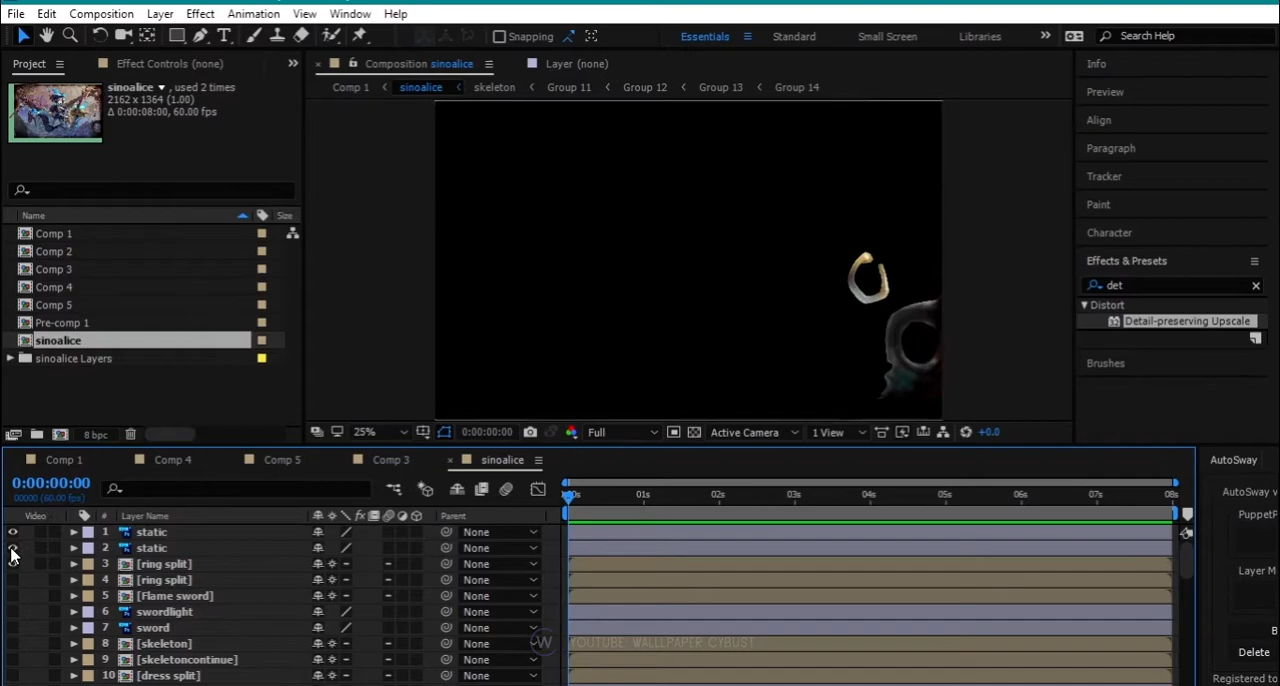 File Edit Composition Layer Effect Animation View Window Help
Snapping Essentials Standard Small Screen Libraries Search Help
Project Effect Controls (none) Composition sinoalice Layer (none) Info
sinoalice , used 2 times
2162 x 1364 (1.00)
Δ 0:00:08:00, 60.00 fps
Comp 1 sinoalice skeleton Group 11 Group 12 Group 13 Group 14
Preview
Align
Paragraph
Tracker
Paint
Character
Effects & Presets
det
Distort
Detail-preserving Upscale
Brushes
Name Size
Comp 1
Comp 2
Comp 3
Comp 4
Comp 5
Pre-comp 1
sinoalice
sinoalice Layers
8 bpc
25% 0:00:00:00 Full Active Camera 1 View +0.0
Comp 1 Comp 4 Comp 5 Comp 3 sinoalice AutoSway
0:00:00:00
00000 (60.00 fps)
01s 02s 03s 04s 05s 06s 07s 08s
AutoSway v
PuppetP
Layer M
B
Delete
Registered to
Video # Layer Name fx Parent
1 static None
2 static None
3 [ring split] None
4 [ring split] None
5 [Flame sword] None
6 swordlight None
7 sword None
8 [skeleton] None
9 [skeletoncontinue] None
10 [dress split] None
W YOUTUBE: WALLLPAPER CYBUST